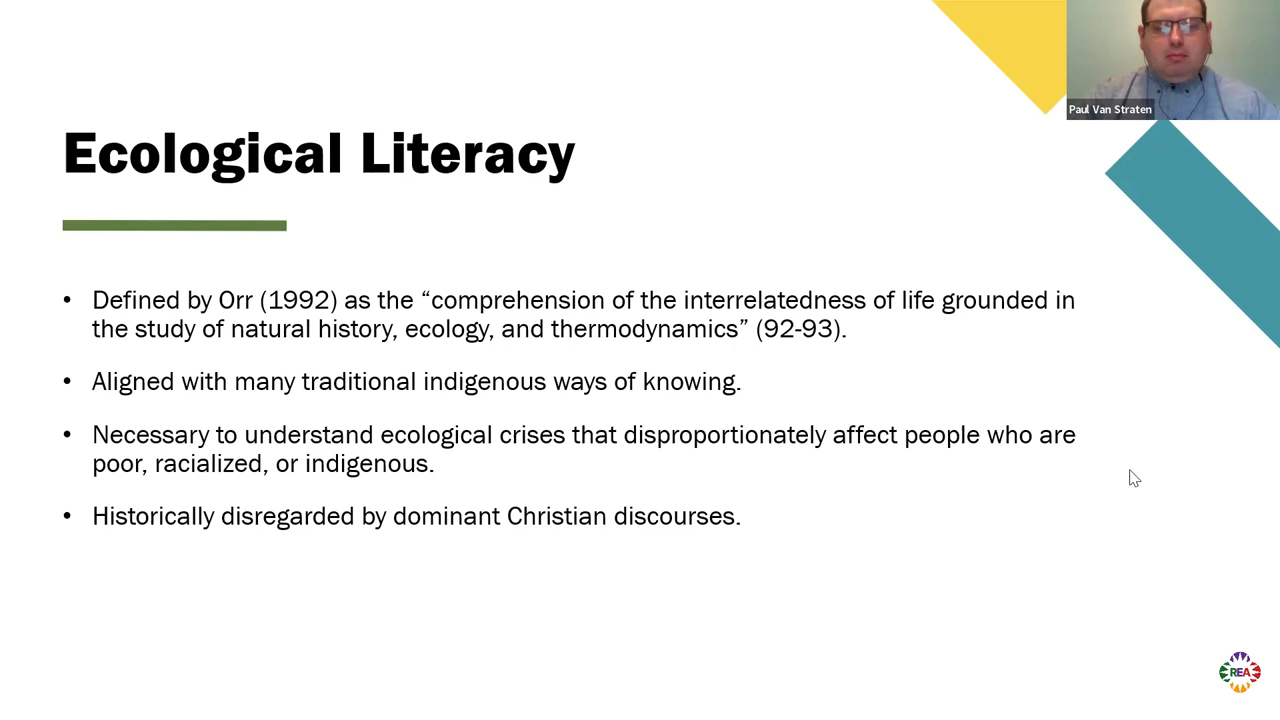 Paul Van Straten
Ecological Literacy
• Defined by Orr (1992) as the “comprehension of the interrelatedness of life grounded in
the study of natural history, ecology, and thermodynamics” (92-93).
• Aligned with many traditional indigenous ways of knowing.
• Necessary to understand ecological crises that disproportionately affect people who are
poor, racialized, or indigenous.
• Historically disregarded by dominant Christian discourses.
REA